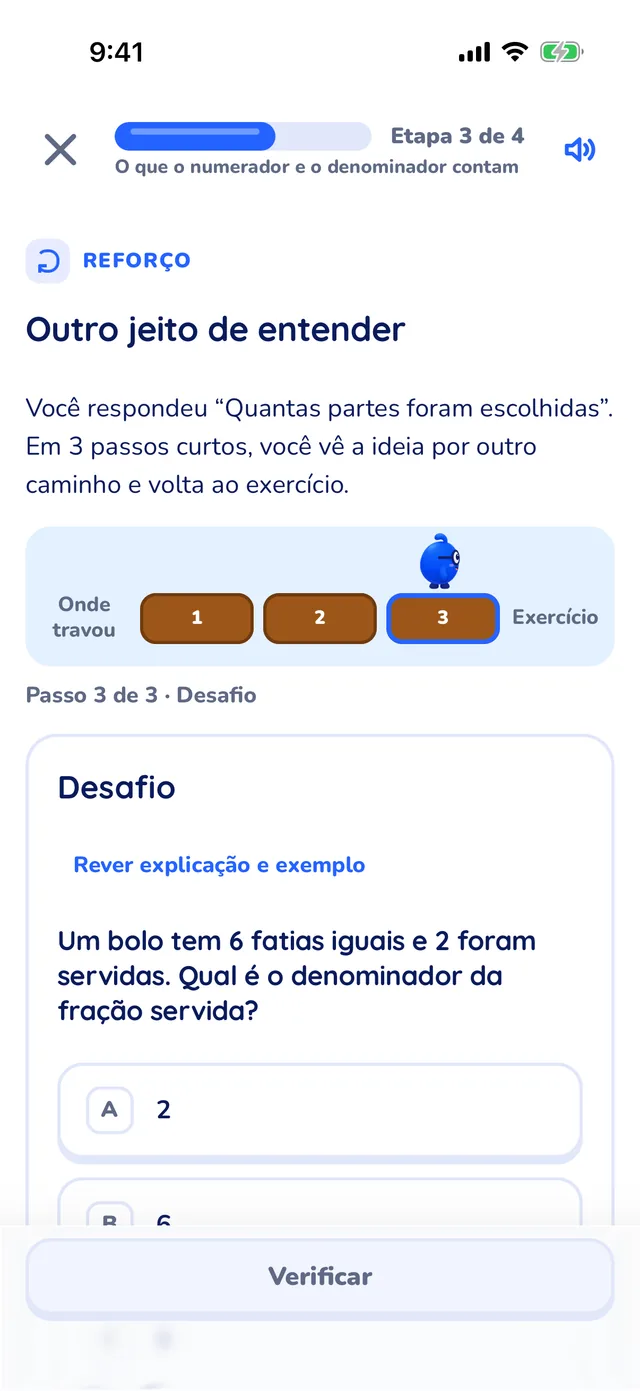 9:41
Etapa 3 de 4
O que o numerador e o denominador contam
REFORÇO
Outro jeito de entender
Você respondeu “Quantas partes foram escolhidas”.
Em 3 passos curtos, você vê a ideia por outro
caminho e volta ao exercício.
Onde
travou
1
2
3
Exercício
Passo 3 de 3 · Desafio
Desafio
Rever explicação e exemplo
Um bolo tem 6 fatias iguais e 2 foram
servidas. Qual é o denominador da
fração servida?
A 2
B 6
Verificar